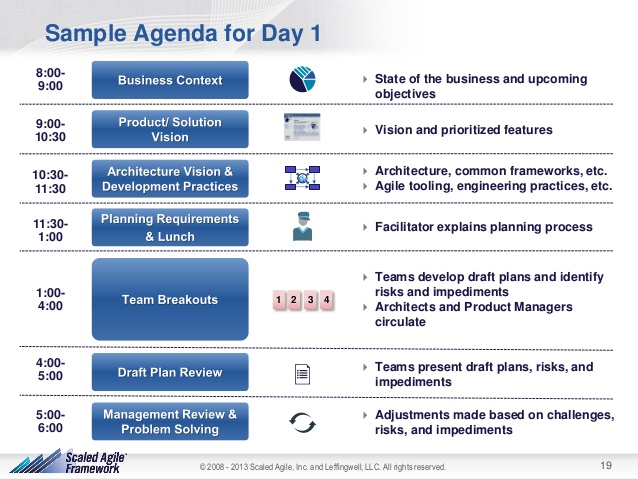 Sample Agenda for Day 1
8:00-
9:00
Business Context
State of the business and upcoming
objectives
9:00-
10:30
Product/ Solution
Vision
Vision and prioritized features
10:30-
11:30
Architecture Vision &
Development Practices
Architecture, common frameworks, etc.
Agile tooling, engineering practices, etc.
11:30-
1:00
Planning Requirements
& Lunch
Facilitator explains planning process
1:00-
4:00
Team Breakouts
1 2 3 4
Teams develop draft plans and identify
risks and impediments
Architects and Product Managers
circulate
4:00-
5:00
Draft Plan Review
Teams present draft plans, risks, and
impediments
5:00-
6:00
Management Review &
Problem Solving
Adjustments made based on challenges,
risks, and impediments
Scaled Agile®
Framework
© 2008 - 2013 Scaled Agile, Inc. and Leffingwell, LLC. All rights reserved.
19